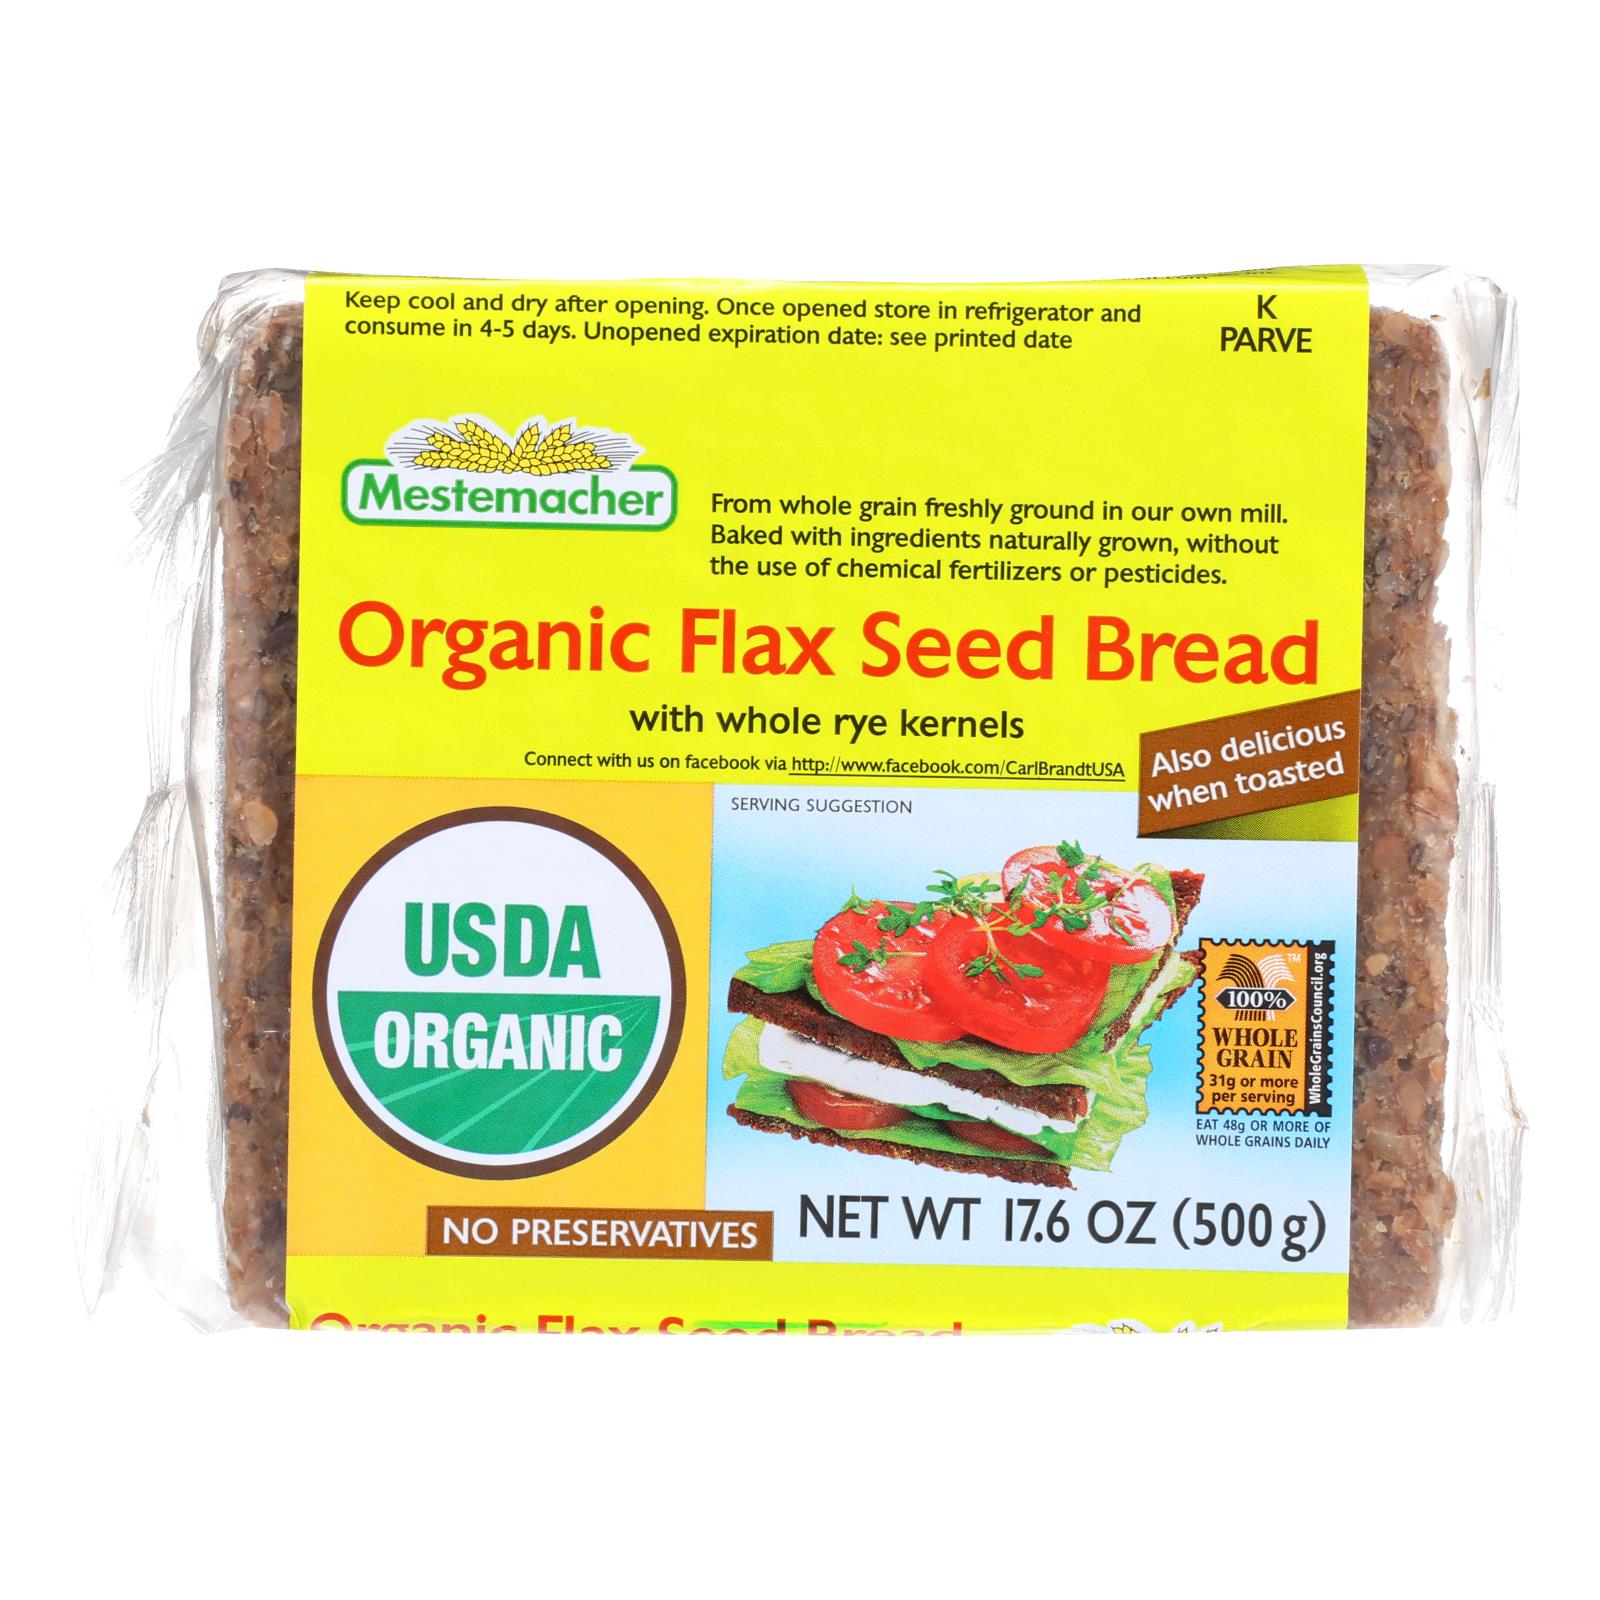 Keep cool and dry after opening. Once opened store in refrigerator and
consume in 4-5 days. Unopened expiration date: see printed date
K
PARVE
Mestemacher
From whole grain freshly ground in our own mill.
Baked with ingredients naturally grown, without
the use of chemical fertilizers or pesticides.
Organic Flax Seed Bread
with whole rye kernels
Connect with us on facebook via http://www.facebook.com/CarlBrandtUSA
Also delicious
when toasted
USDA
ORGANIC
SERVING SUGGESTION
TM
100%
WHOLE
GRAIN
31g or more
per serving
WholeGrainsCouncil.org
EAT 48g OR MORE OF
WHOLE GRAINS DAILY
NO PRESERVATIVES
NET WT 17.6 OZ (500 g)
Organic Flax Seed Bread